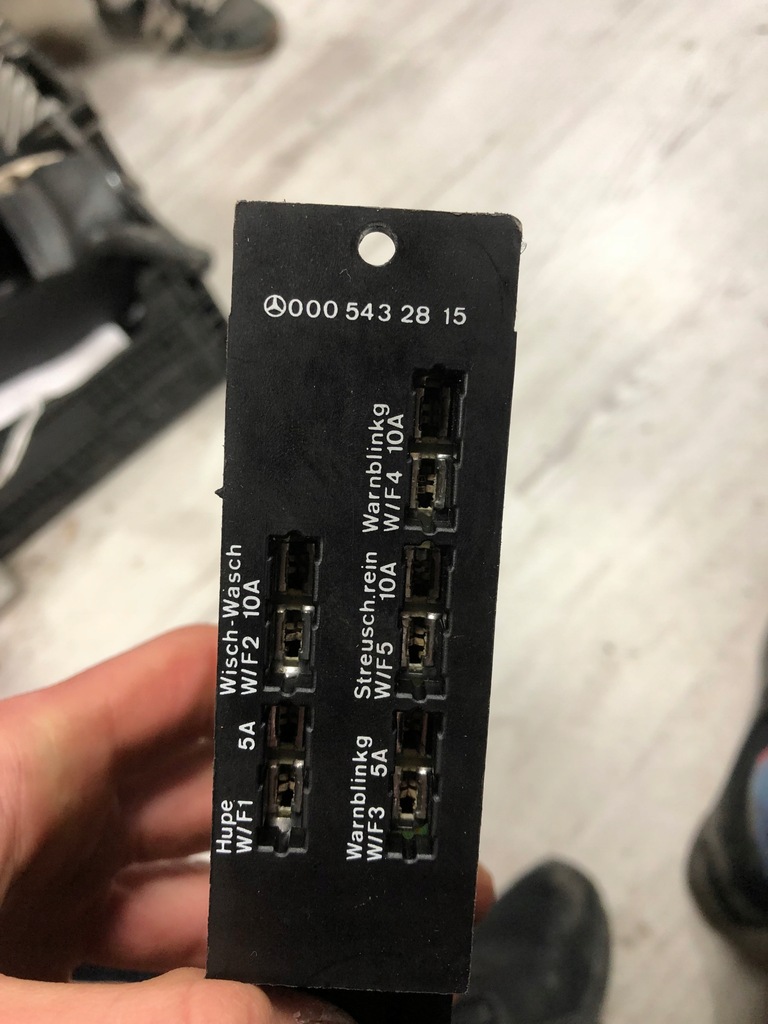 000 543 28 15
Warnblinkg
W/F4 10A
Wisch-Wasch
W/F2 10A
Streusch.rein
W/F5 10A
Hupe
W/F1 5A
Warnblinkg
W/F3 5A